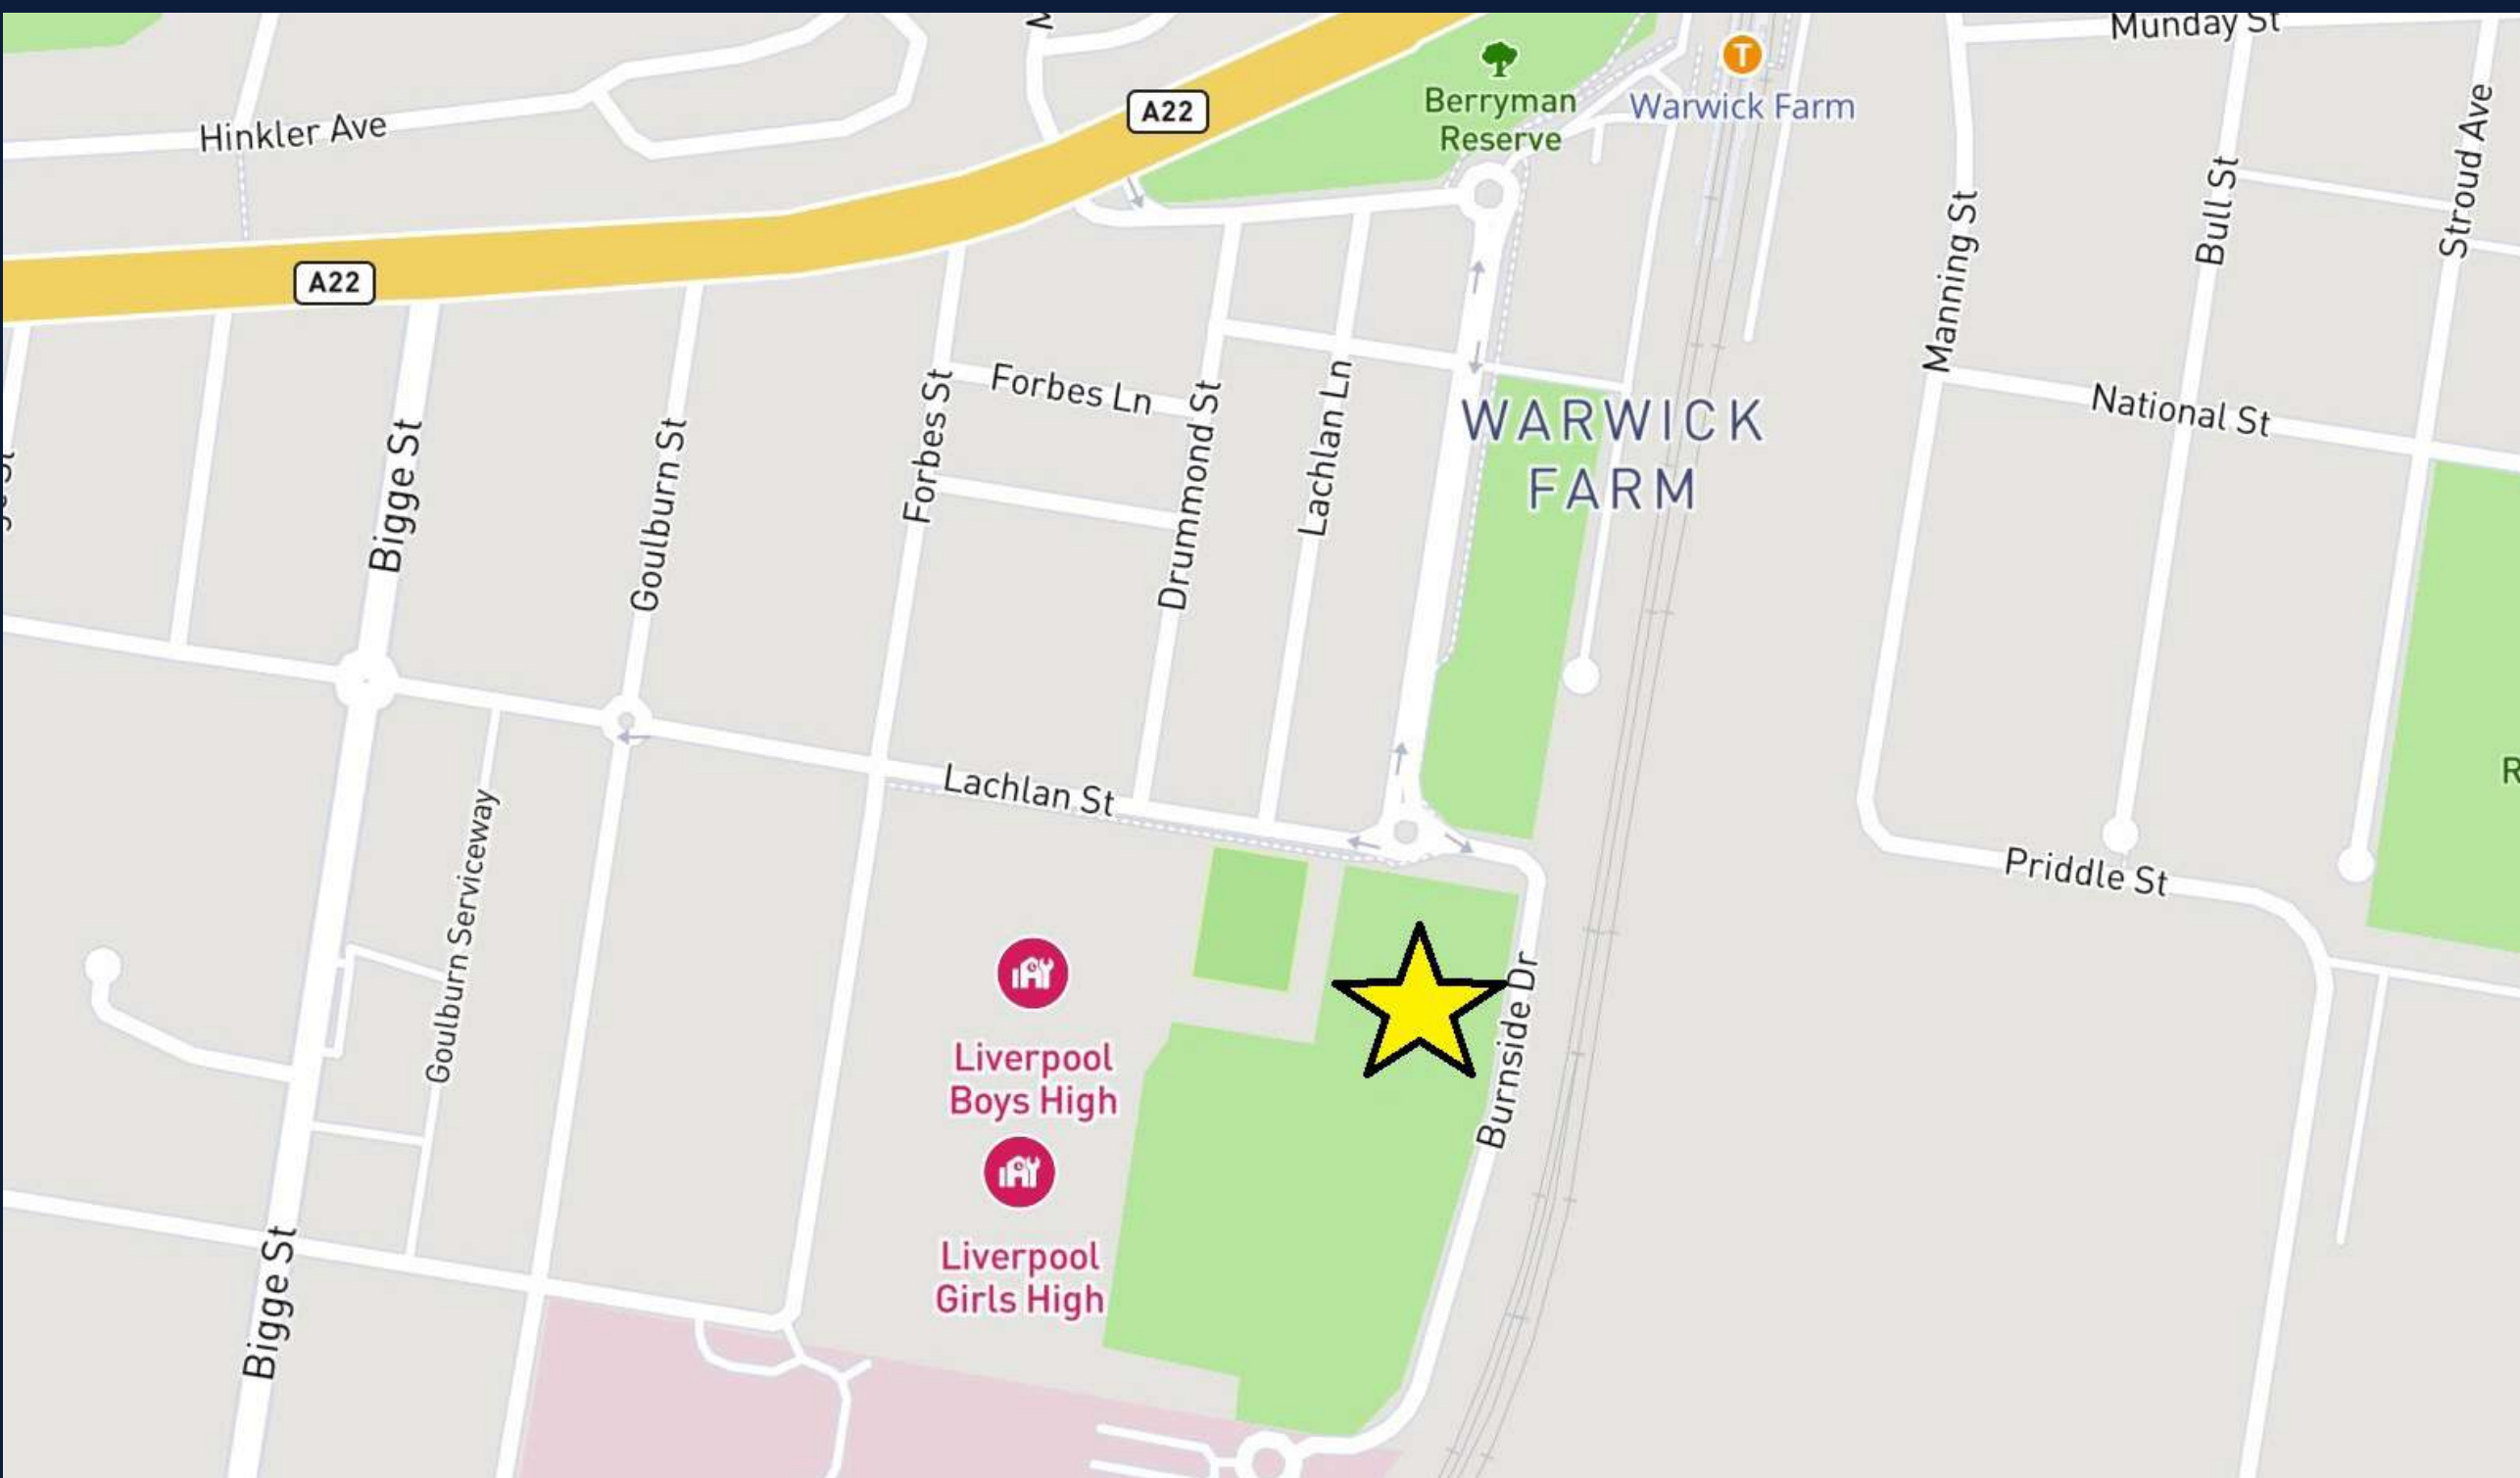 Munday St
T
Warwick Farm
Berryman
Reserve
A22
Hinkler Ave
A22
Manning St
Bull St
Stroud Ave
Forbes Ln
Forbes St
Drummond St
Lachlan Ln
Bigge St
Goulburn St
WARWICK
FARM
National St
Lachlan St
Goulburn Serviceway
Priddle St
Burnside Dr
Liverpool
Boys High
Liverpool
Girls High
Bigge St